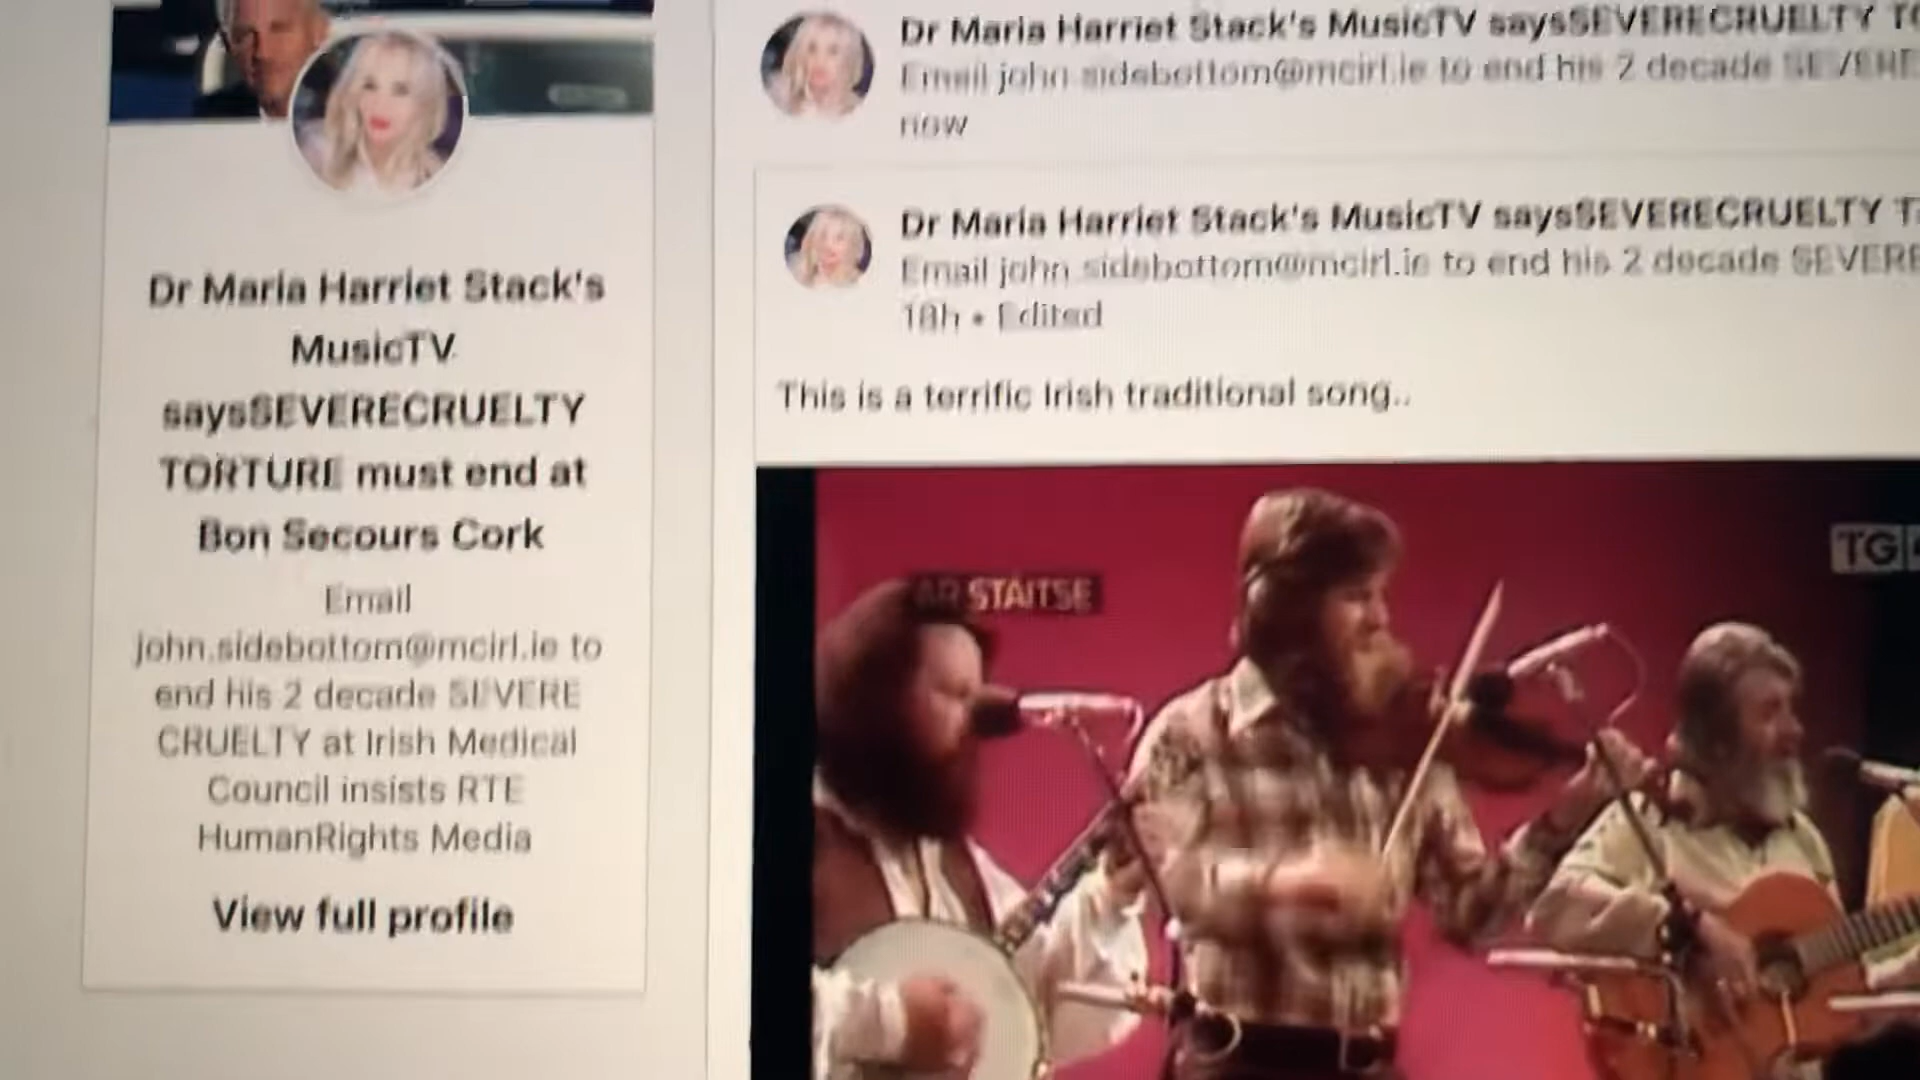 Dr Maria Harriet Stack's
MusicTV
saysSEVERECRUELTY
TORTURE must end at
Bon Secours Cork
Email
john.sidebottom@mcirl.ie to
end his 2 decade SEVERE
CRUELTY at Irish Medical
Council insists RTE
HumanRights Media
View full profile
Dr Maria Harriet Stack's MusicTV saysSEVERECRUELTY
Email john.sidebottom@mcirl.ie to end his 2 decade SEVERE
now
Dr Maria Harriet Stack's MusicTV saysSEVERECRUELTY
Email john.sidebottom@mcirl.ie to end his 2 decade SEVERE
18h • Edited
This is a terrific Irish traditional song..
AR STAITSE
TG